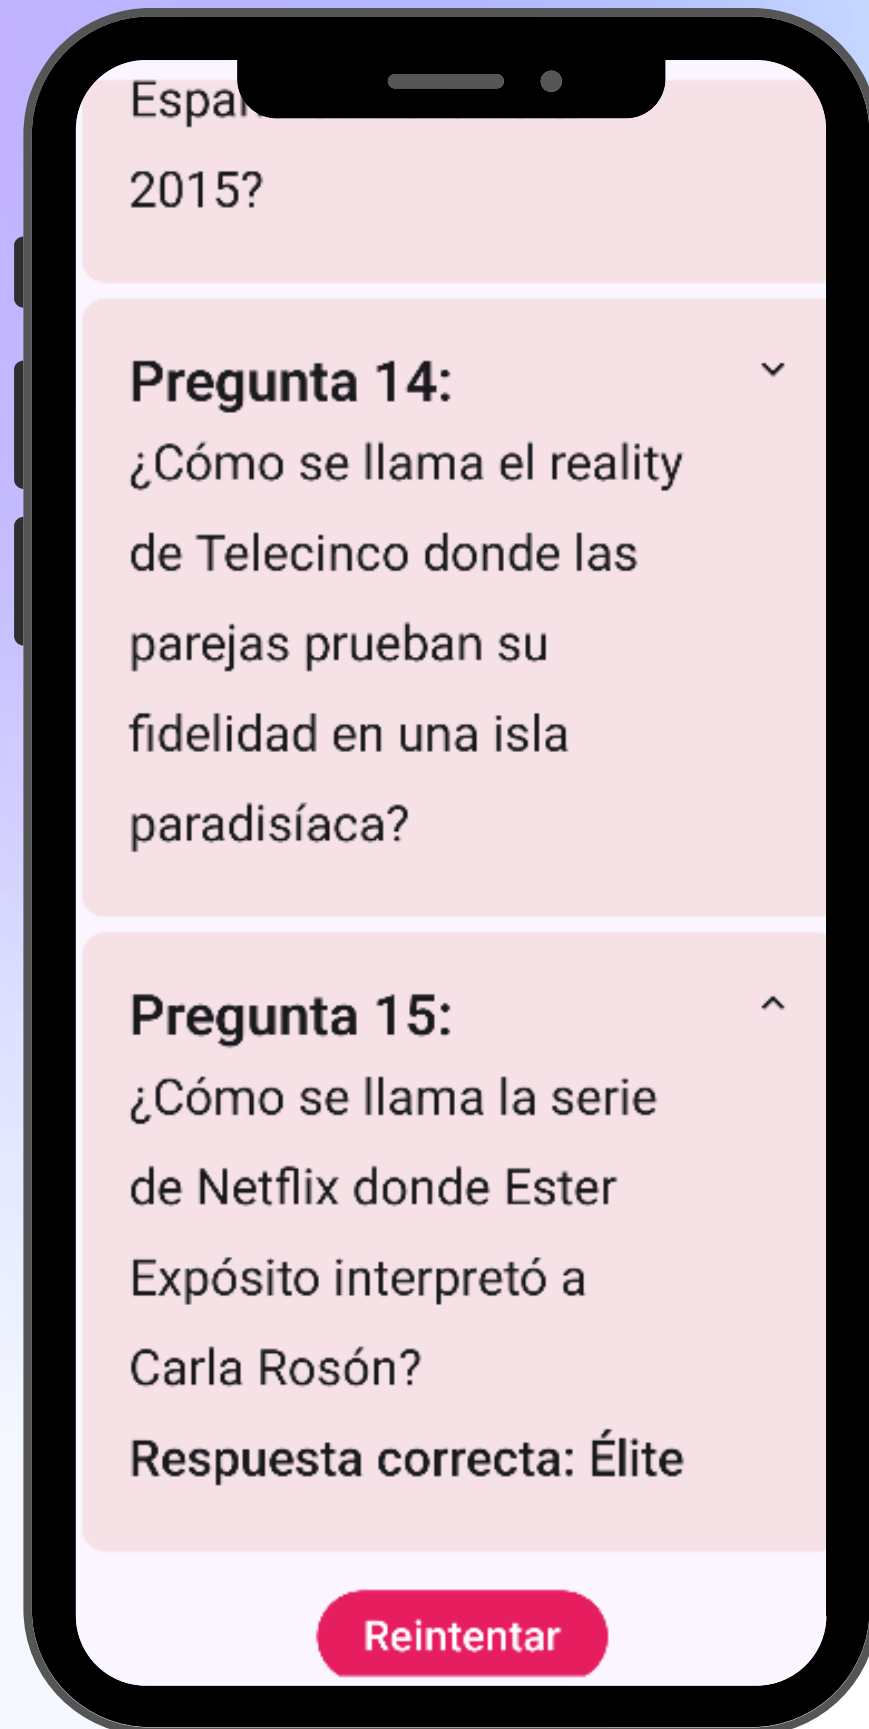 2015?
Pregunta 14:
¿Cómo se llama el reality
de Telecinco donde las
parejas prueban su
fidelidad en una isla
paradisíaca?
Pregunta 15:
¿Cómo se llama la serie
de Netflix donde Ester
Expósito interpretó a
Carla Rosón?
Respuesta correcta: Élite
Reintentar